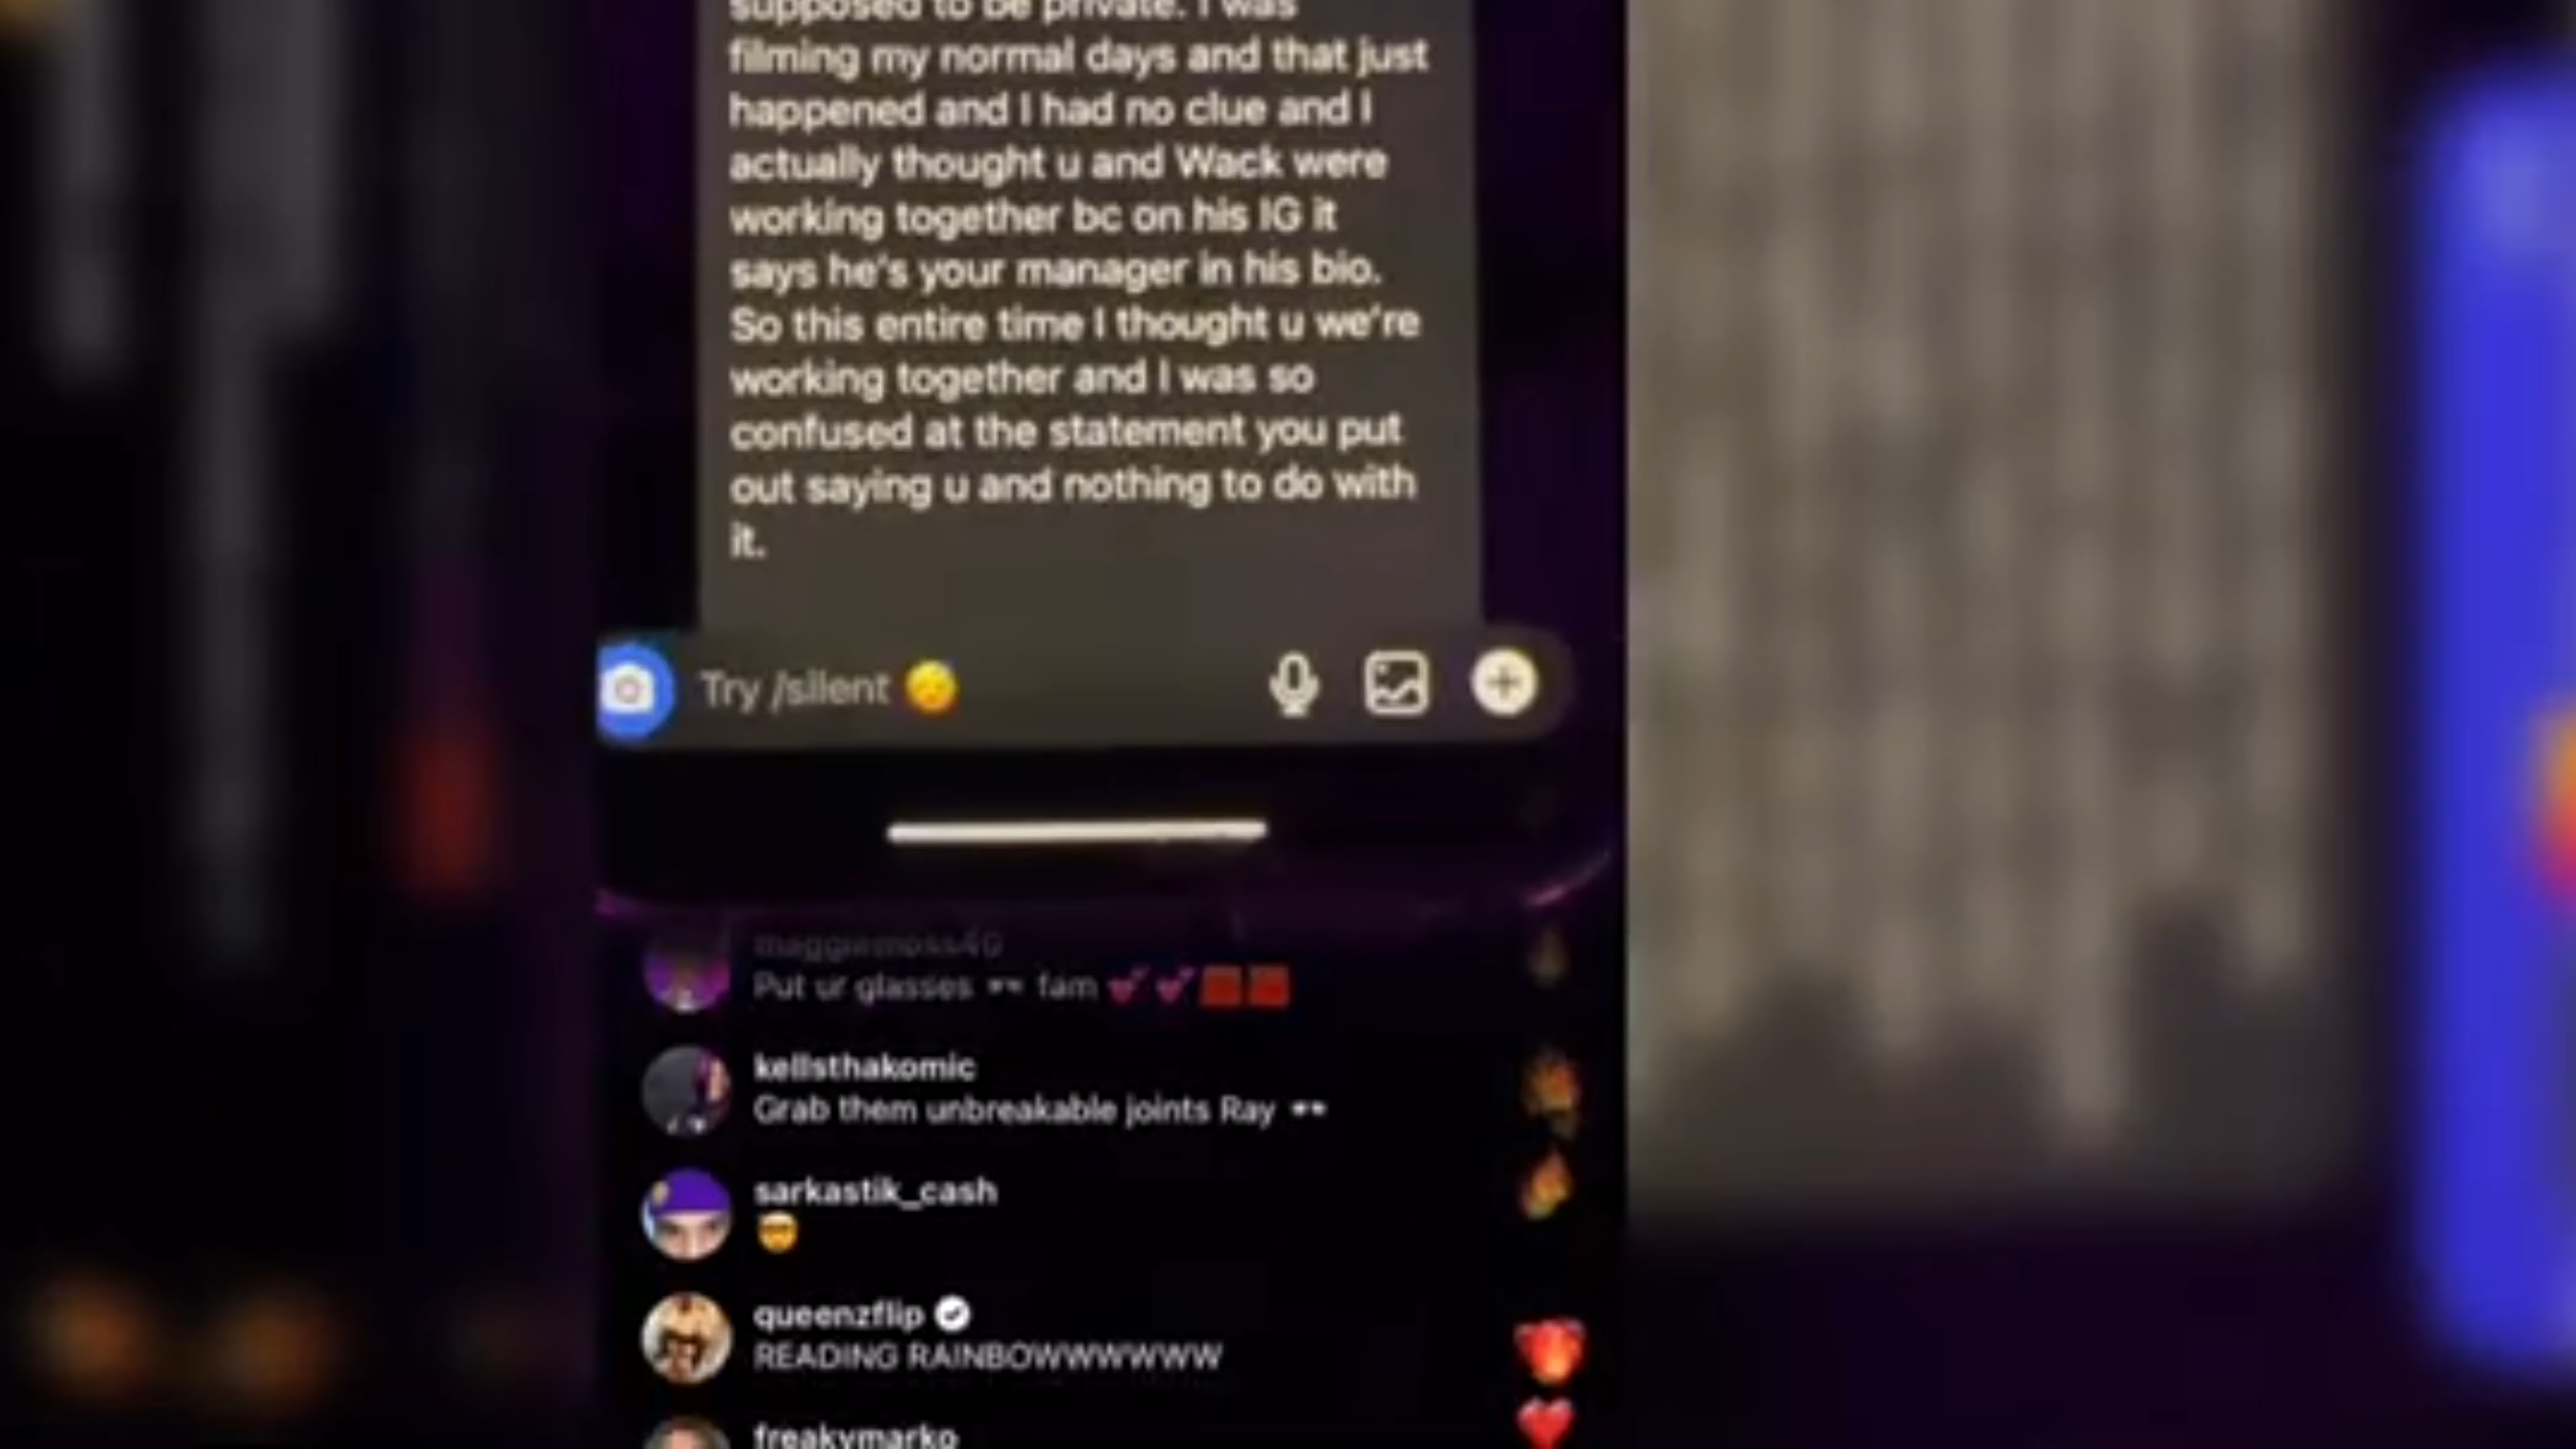 supposed to be private. I was
filming my normal days and that just
happened and I had no clue and I
actually thought u and Wack were
working together bc on his IG it
says he's your manager in his bio.
So this entire time I thought u we're
working together and I was so
confused at the statement you put
out saying u and nothing to do with
it.
Try /silent 😴
maggiemoss40
Put ur glasses 🕶 fam 💕 💕 🟥🟥
kellsthakomic
Grab them unbreakable joints Ray 🕶
sarkastik_cash
😎
queenzflip
READING RAINBOWWWWWW
freakymarko